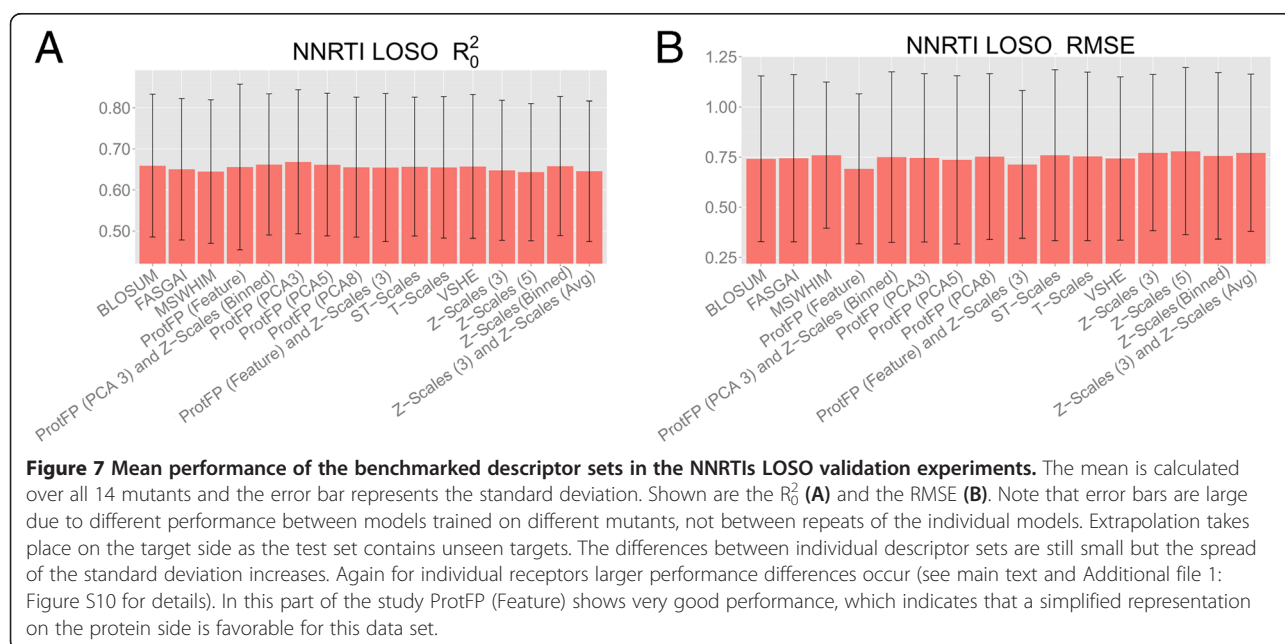 A
NNRTI LOSO R₀²
0.80
0.70
0.60
0.50
BLOSUM
FASGAI
MSWHIM
ProtFP (Feature)
ProtFP (PCA 3) and Z−Scales (Binned)
ProtFP (PCA3)
ProtFP (PCA5)
ProtFP (PCA8)
ProtFP (Feature) and Z−Scales (3)
ST−Scales
T−Scales
VSHE
Z−Scales (3)
Z−Scales (5)
Z−Scales(Binned)
Z−Scales (3) and Z−Scales (Avg)
B
NNRTI LOSO RMSE
1.25
1.00
0.75
0.50
0.25
BLOSUM
FASGAI
MSWHIM
ProtFP (Feature)
ProtFP (PCA 3) and Z−Scales (Binned)
ProtFP (PCA3)
ProtFP (PCA5)
ProtFP (PCA8)
ProtFP (Feature) and Z−Scales (3)
ST−Scales
T−Scales
VSHE
Z−Scales (3)
Z−Scales (5)
Z−Scales(Binned)
Z−Scales (3) and Z−Scales (Avg)
Figure 7 Mean performance of the benchmarked descriptor sets in the NNRTIs LOSO validation experiments. The mean is calculated
over all 14 mutants and the error bar represents the standard deviation. Shown are the R₀² (A) and the RMSE (B). Note that error bars are large
due to different performance between models trained on different mutants, not between repeats of the individual models. Extrapolation takes
place on the target side as the test set contains unseen targets. The differences between individual descriptor sets are still small but the spread
of the standard deviation increases. Again for individual receptors larger performance differences occur (see main text and Additional file 1:
Figure S10 for details). In this part of the study ProtFP (Feature) shows very good performance, which indicates that a simplified representation
on the protein side is favorable for this data set.